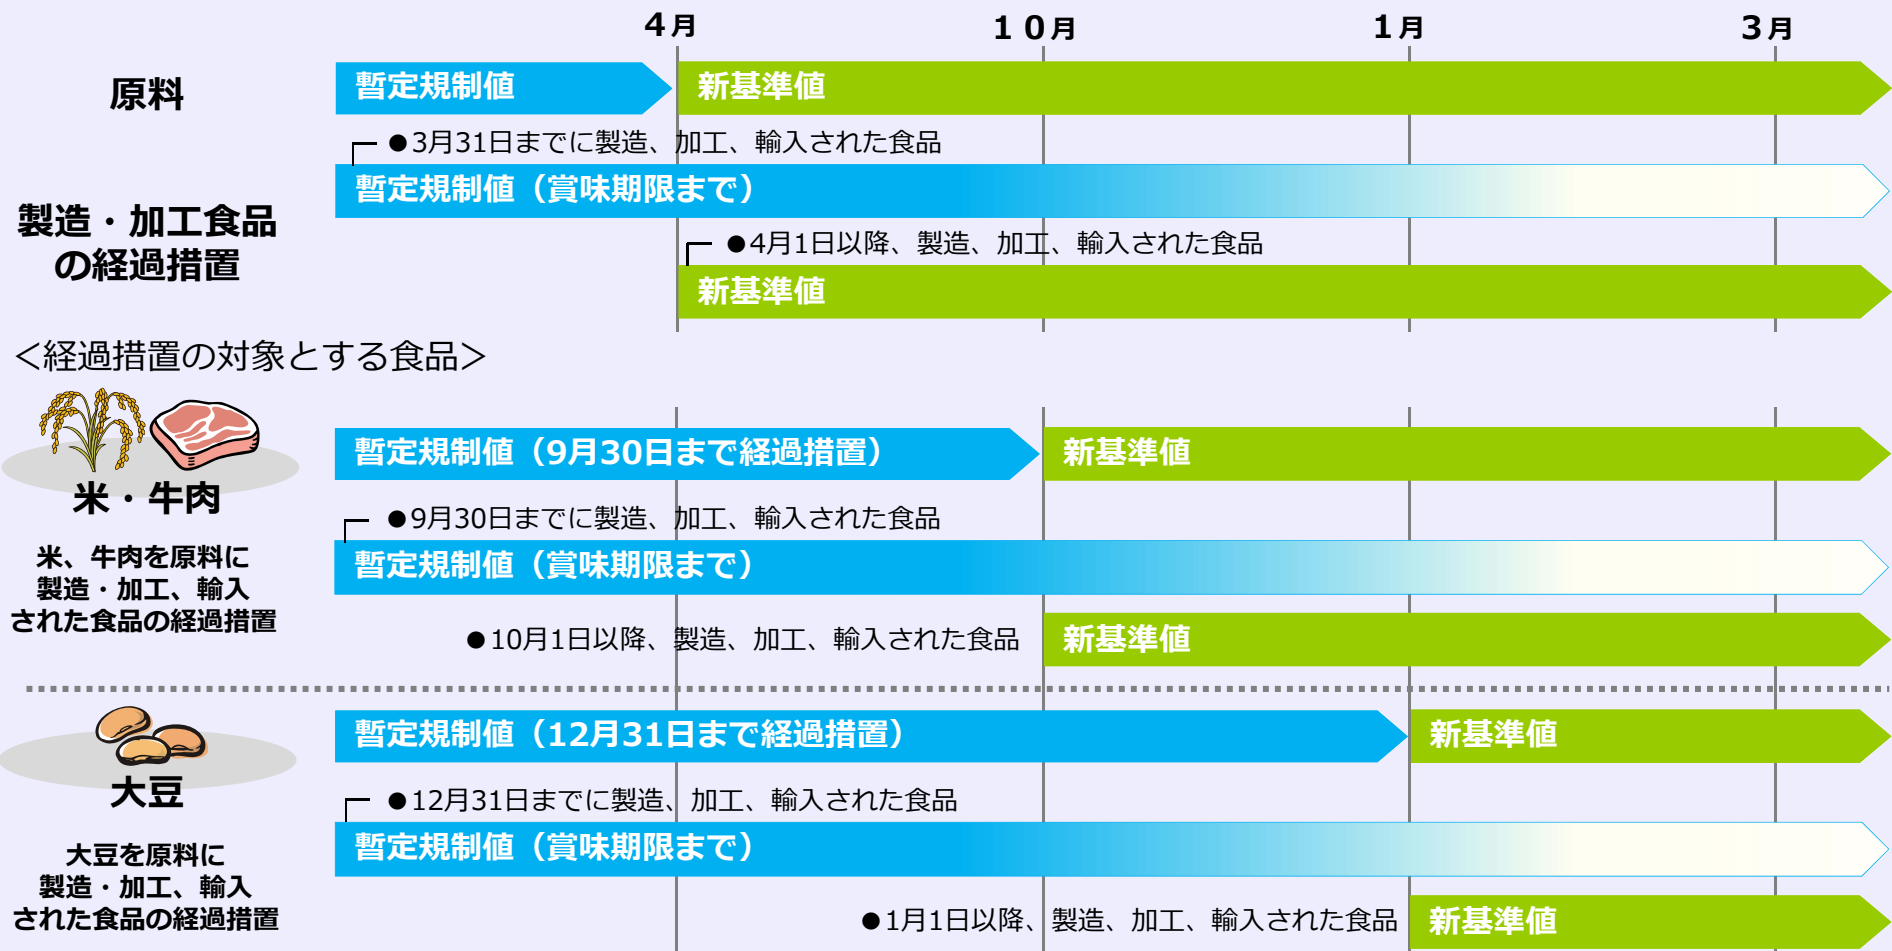 4月
10月
1月
3月
原料
暫定規制値
新基準値
●3月31日までに製造、加工、輸入された食品
製造・加工食品
の経過措置
暫定規制値（賞味期限まで）
●4月1日以降、製造、加工、輸入された食品
新基準値
＜経過措置の対象とする食品＞
米・牛肉
暫定規制値（9月30日まで経過措置）
新基準値
米、牛肉を原料に
製造・加工、輸入
された食品の経過措置
●9月30日までに製造、加工、輸入された食品
暫定規制値（賞味期限まで）
●10月1日以降、製造、加工、輸入された食品
新基準値
大豆
暫定規制値（12月31日まで経過措置）
新基準値
大豆を原料に
製造・加工、輸入
された食品の経過措置
●12月31日までに製造、加工、輸入された食品
暫定規制値（賞味期限まで）
●1月1日以降、製造、加工、輸入された食品
新基準値